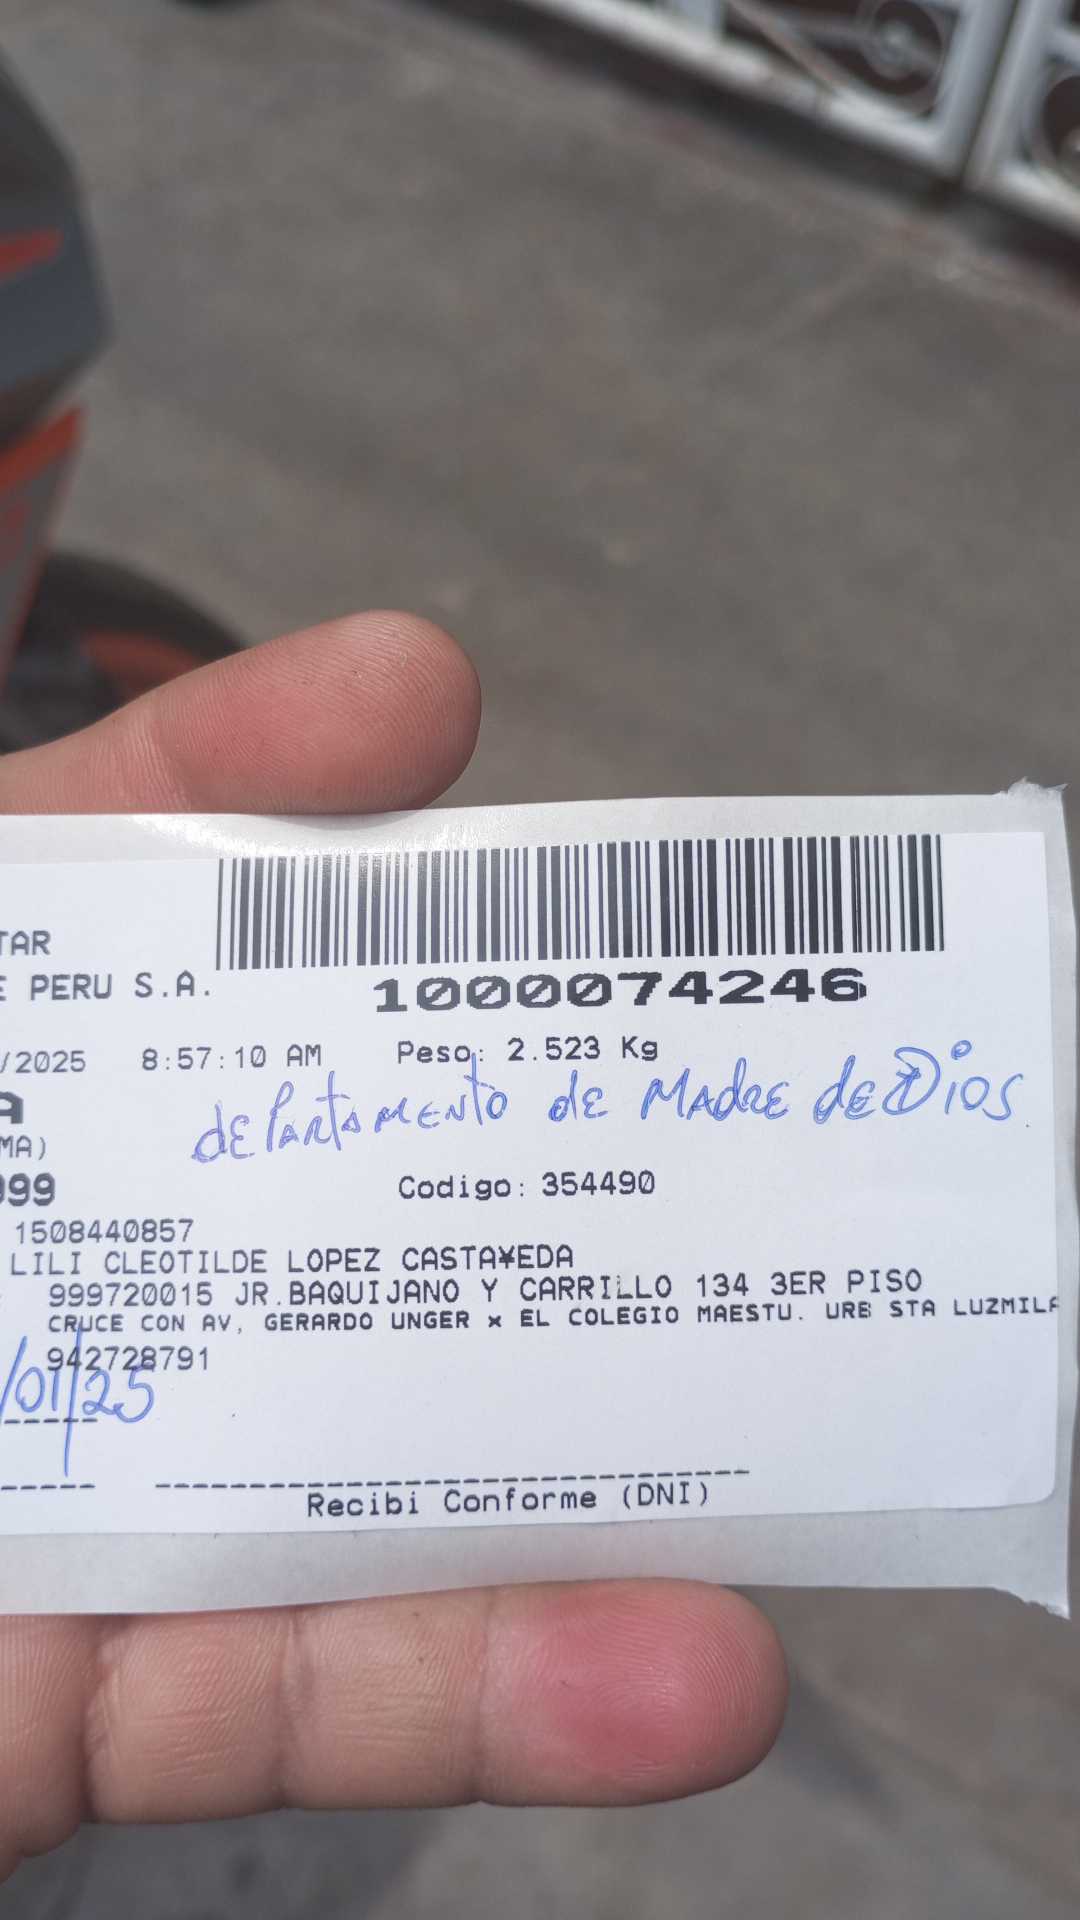 TAR
E PERU S.A.
1000074246
/2025 8:57:10 AM Peso: 2.523 Kg
A
departamento de Madre de Dios
MA)
999 Codigo: 354490
1508440857
LILI CLEOTILDE LOPEZ CASTA¥EDA
999720015 JR.BAQUIJANO Y CARRILLO 134 3ER PISO
CRUCE CON AV, GERARDO UNGER x EL COLEGIO MAESTU. URB STA LUZMILA
942728791
/01/25
Recibi Conforme (DNI)